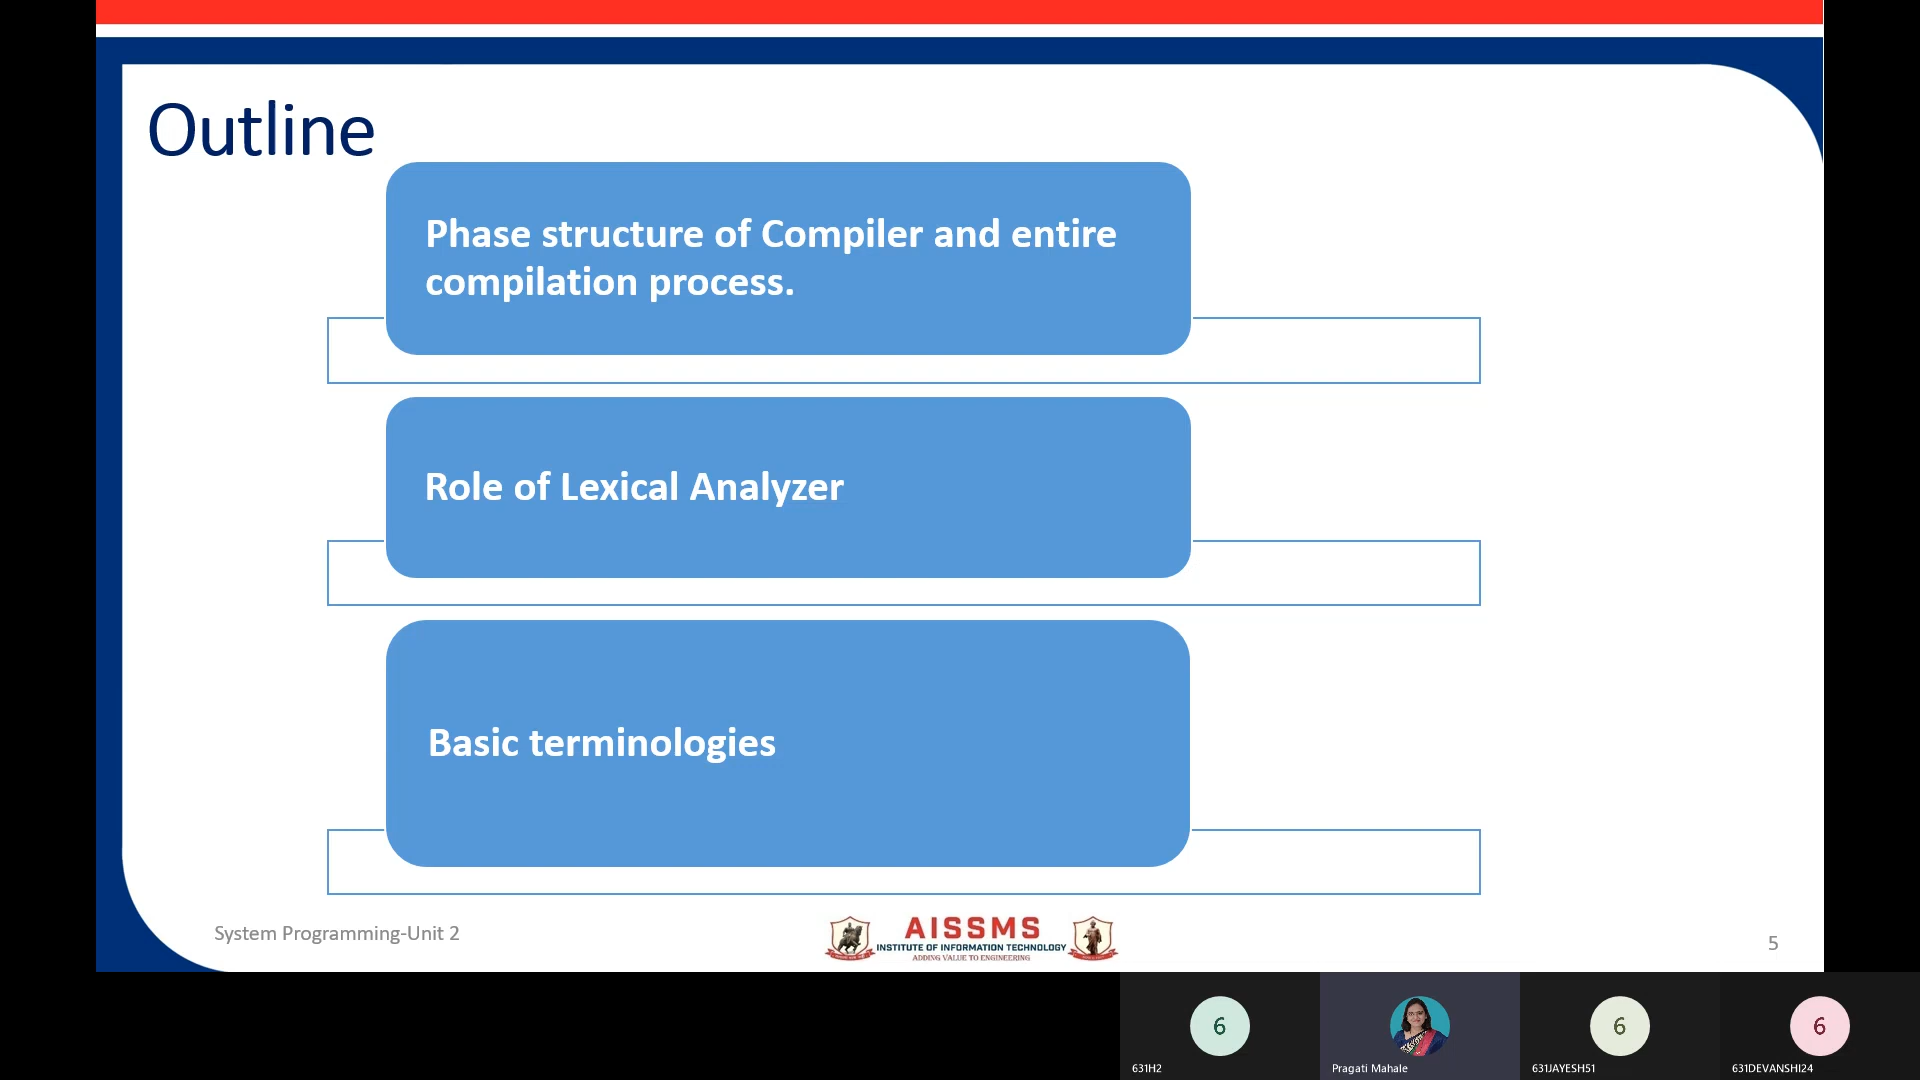 Outline
Phase structure of Compiler and entire
compilation process.
Role of Lexical Analyzer
Basic terminologies
System Programming-Unit 2
AISSMS
INSTITUTE OF INFORMATION TECHNOLOGY
ADDING VALUE TO ENGINEERING
5
6
6
6
631H2
Pragati Mahale
631JAYESH51
631DEVANSHI24